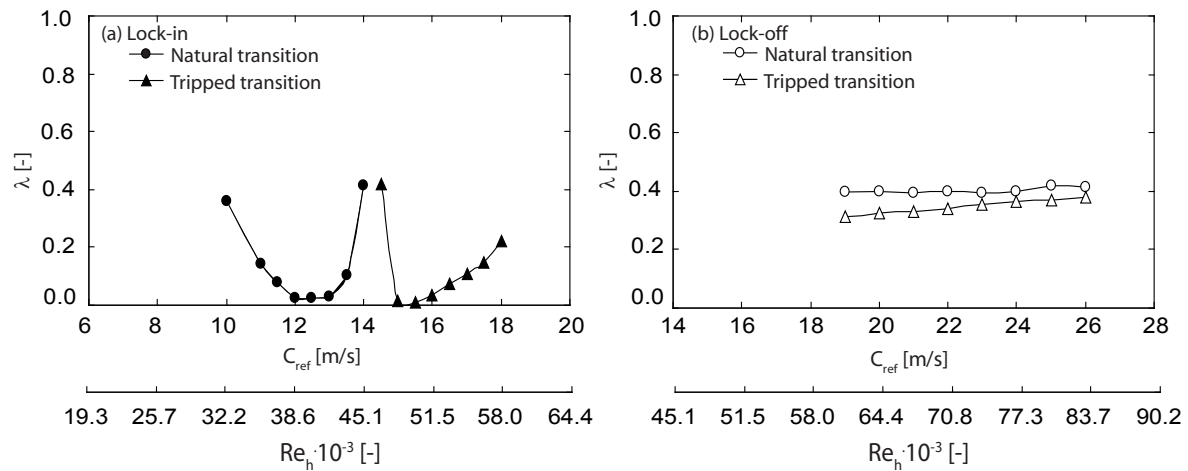 (a) Lock-in
Natural transition
Tripped transition
1.0
0.8
0.6
0.4
0.2
0.0
λ [-]
6 8 10 12 14 16 18 20
C_ref [m/s]
19.3 25.7 32.2 38.6 45.1 51.5 58.0 64.4
Re_h·10⁻³ [-]
(b) Lock-off
Natural transition
Tripped transition
1.0
0.8
0.6
0.4
0.2
0.0
λ [-]
14 16 18 20 22 24 26 28
C_ref [m/s]
45.1 51.5 58.0 64.4 70.8 77.3 83.7 90.2
Re_h·10⁻³ [-]